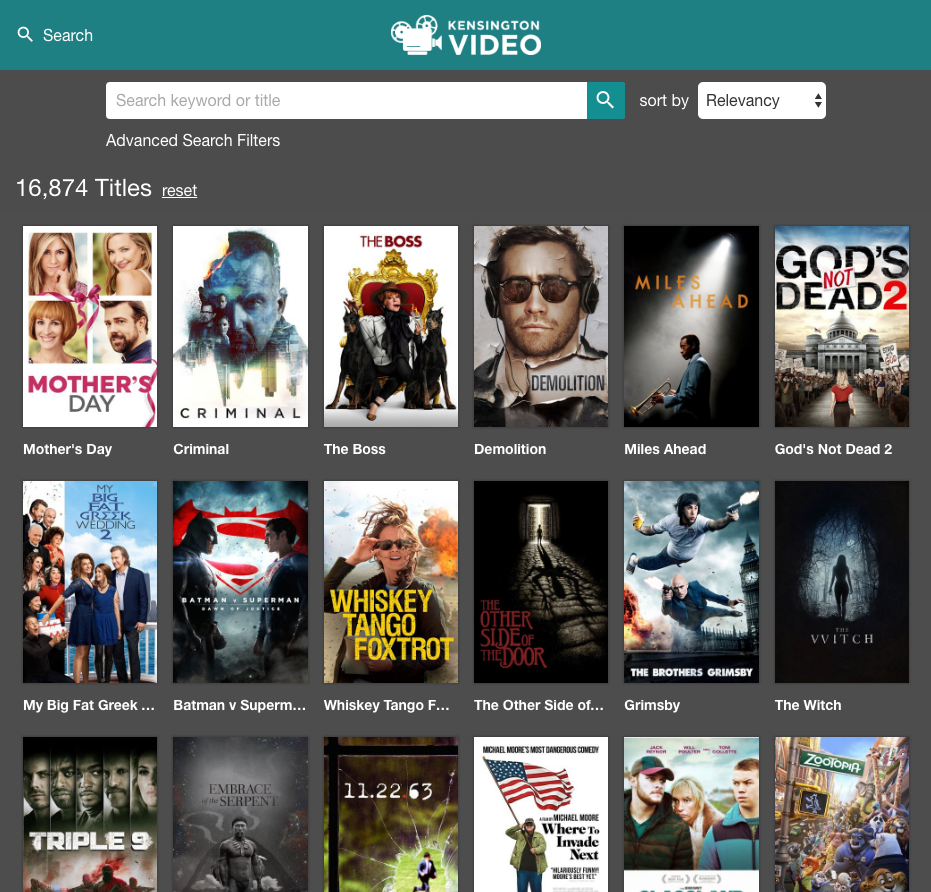 Search
KENSINGTON
VIDEO
Search keyword or title
sort by
Relevancy
Advanced Search Filters
16,874 Titles reset
MOTHER'S
DAY
CRIMINAL
THE BOSS
DEMOLITION
MILES
AHEAD
GOD'S
NOT
DEAD2
Mother's Day
Criminal
The Boss
Demolition
Miles Ahead
God's Not Dead 2
MY
BIG
FAT
GREEK
WEDDING
2
BATMAN v SUPERMAN
DAWN OF JUSTICE
WHISKEY
TANGO
FOXTROT
THE
OTHER
SIDE OF
THE DOOR
THE BROTHERS GRIMSBY
THE
VVITCH
My Big Fat Greek ...
Batman v Superm...
Whiskey Tango F...
The Other Side of...
Grimsby
The Witch
TRIPLE 9
EMBRACE
of the SERPENT
11.22.63
MICHAEL MOORE'S MOST DANGEROUS COMEDY
A FILM BY MICHAEL MOORE
Where To
Invade
Next
"HILARIOUSLY FUNNY!
MOORE'S BEST YET."
JACK
REYNOR
WILL
POULTER
AND
TONI
COLLETTE
ZOOTOPIA